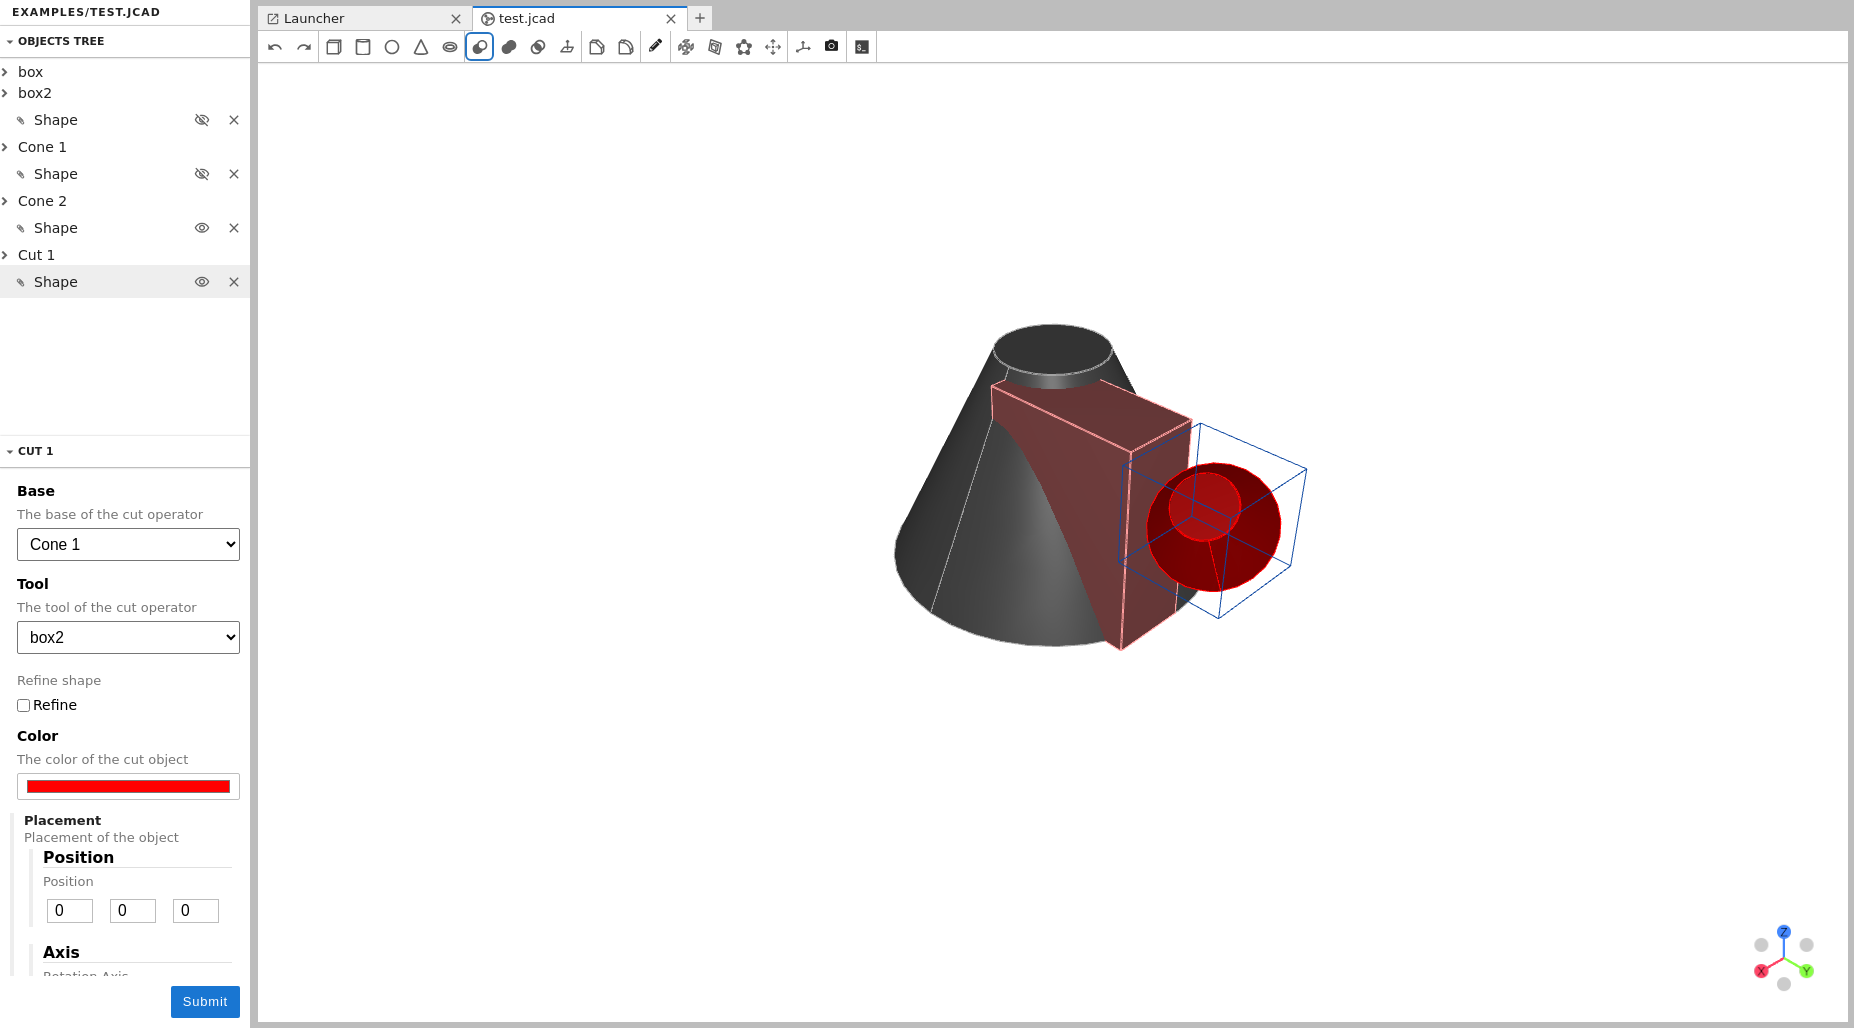 EXAMPLES/TEST.JCAD
Launcher
test.jcad
OBJECTS TREE
$_
box
box2
Shape
Cone 1
Shape
Cone 2
Shape
Cut 1
Shape
CUT 1
Base
The base of the cut operator
Cone 1
Tool
The tool of the cut operator
box2
Refine shape
Refine
Color
The color of the cut object
Placement
Placement of the object
Position
Position
0 0 0
Axis
Rotation Axis
Submit
Z
X Y